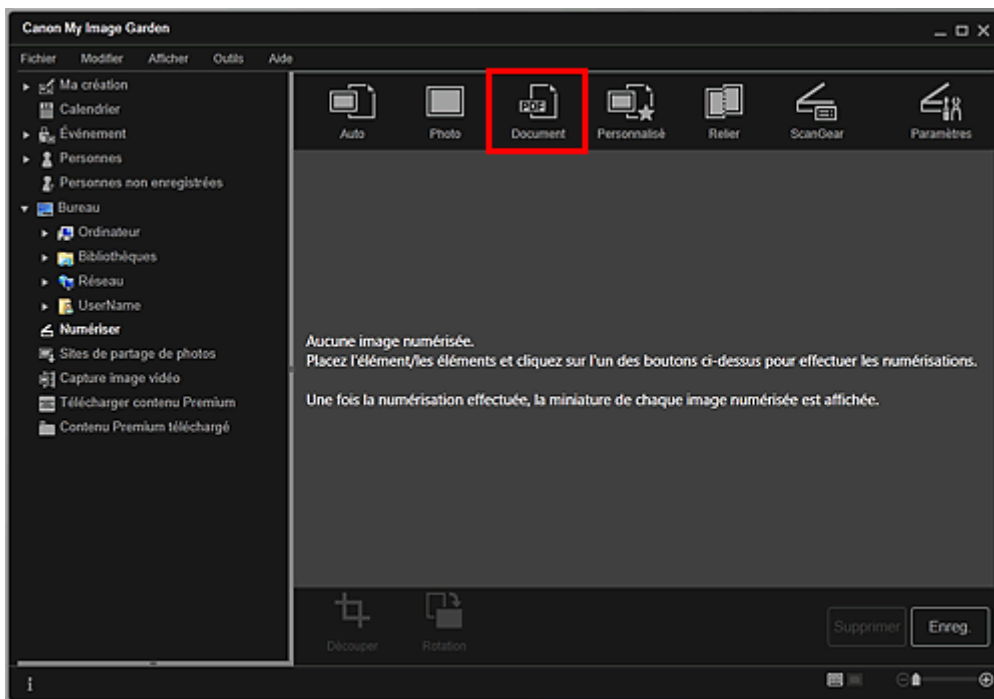 Canon My Image Garden
Fichier Modifier Afficher Outils Aide
Ma création
Calendrier
Événement
Personnes
Personnes non enregistrées
Bureau
Ordinateur
Bibliothèques
Réseau
UserName
Numériser
Sites de partage de photos
Capture image vidéo
Télécharger contenu Premium
Contenu Premium téléchargé
PDF
Auto Photo Document Personnalisé Relier ScanGear Paramètres
Aucune image numérisée.
Placez l'élément/les éléments et cliquez sur l'un des boutons ci-dessus pour effectuer les numérisations.
Une fois la numérisation effectuée, la miniature de chaque image numérisée est affichée.
Découper Rotation
Supprimer Enreg.